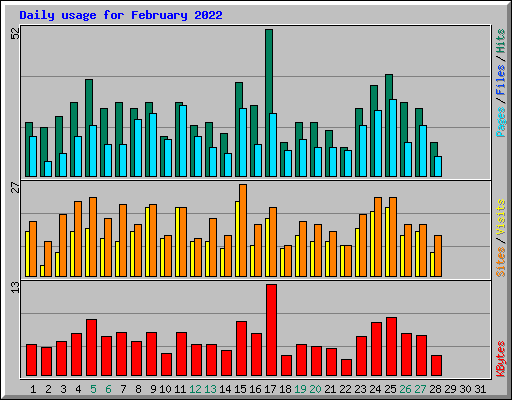 Daily usage for February 2022
52
Pages / Files / Hits
27
Sites / Visits
13
KBytes
1 2 3 4 5 6 7 8 9 10 11 12 13 14 15 16 17 18 19 20 21 22 23 24 25 26 27 28 29 30 31